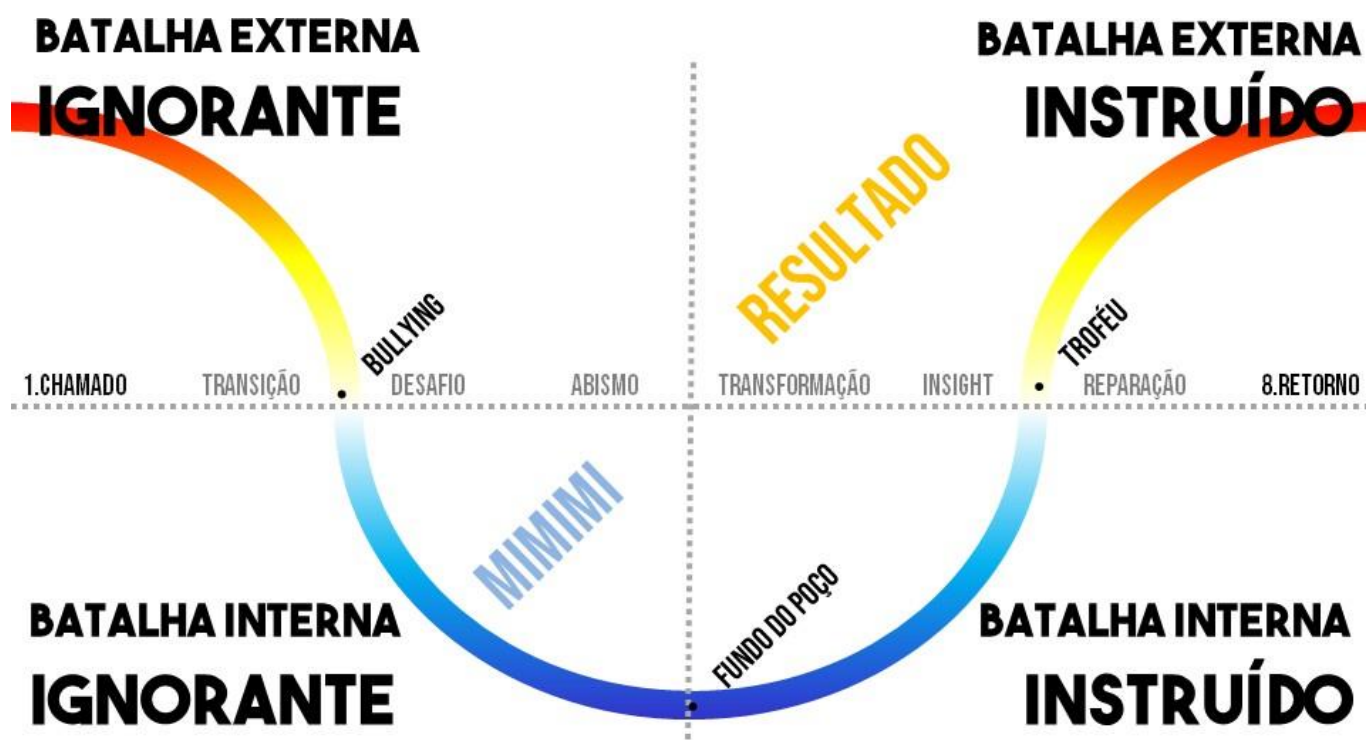 BATALHA EXTERNA
IGNORANTE
BATALHA EXTERNA
INSTRUÍDO
RESULTADO
BULLYING
TROFÉU
1.CHAMADO
TRANSIÇÃO
DESAFIO
ABISMO
TRANSFORMAÇÃO
INSIGHT
REPARAÇÃO
8.RETORNO
MIMIMI
FUNDO DO POÇO
BATALHA INTERNA
IGNORANTE
BATALHA INTERNA
INSTRUÍDO